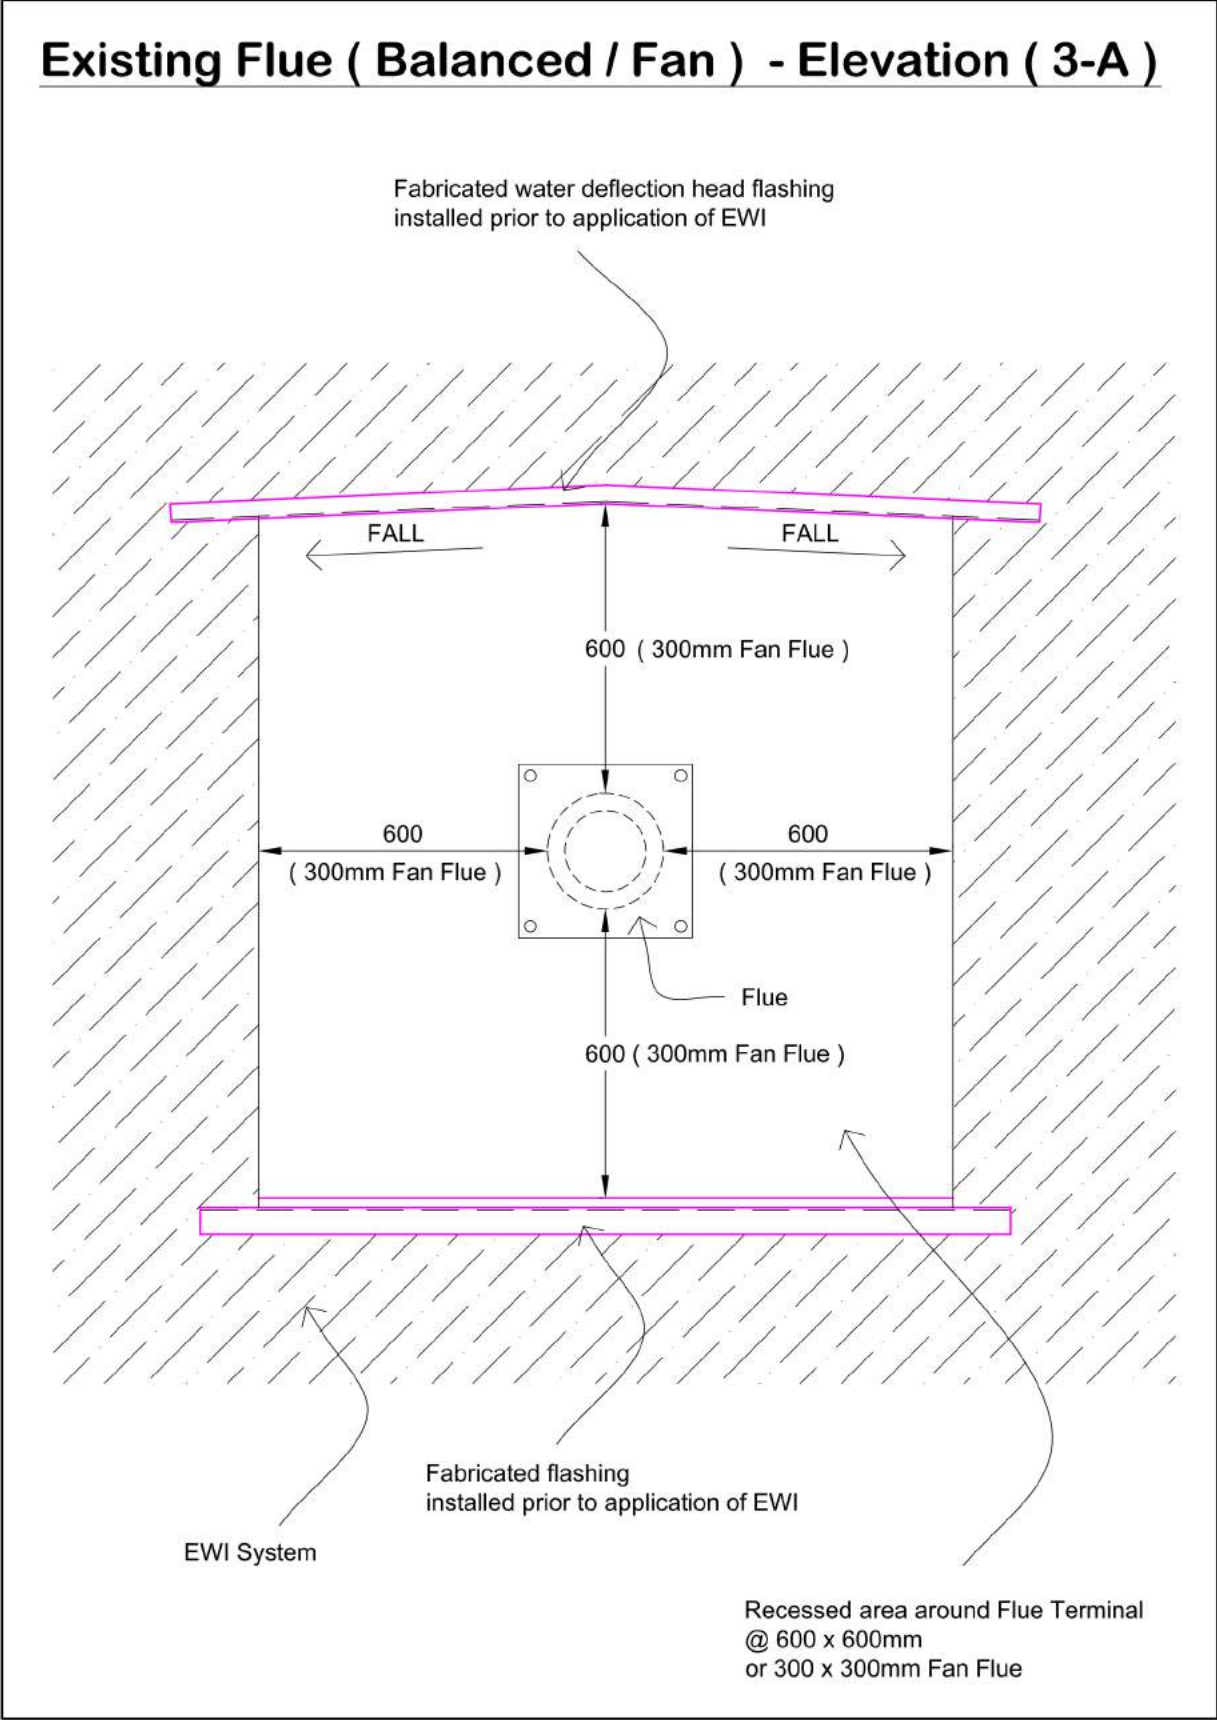 Existing Flue ( Balanced / Fan ) - Elevation ( 3-A )
Fabricated water deflection head flashing
installed prior to application of EWI
FALL
FALL
600 ( 300mm Fan Flue )
600
( 300mm Fan Flue )
600
( 300mm Fan Flue )
Flue
600 ( 300mm Fan Flue )
Fabricated flashing
installed prior to application of EWI
EWI System
Recessed area around Flue Terminal
@ 600 x 600mm
or 300 x 300mm Fan Flue